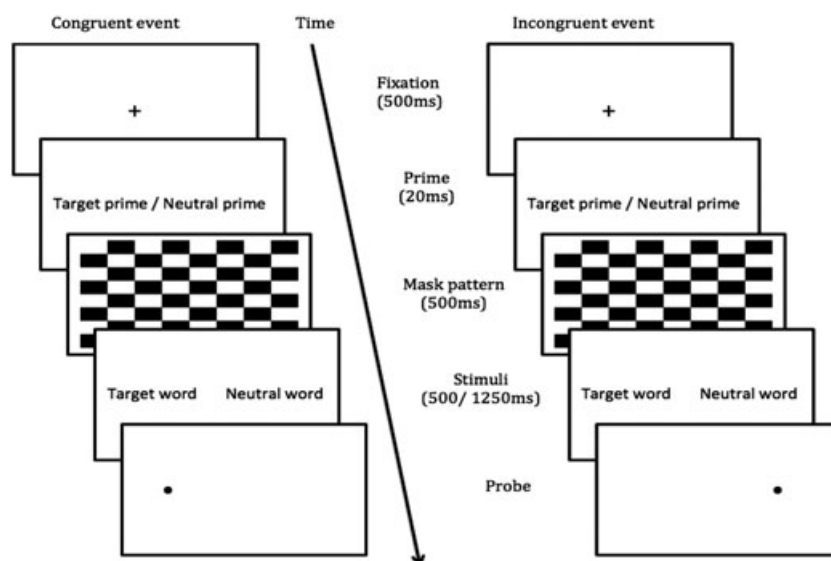 Congruent event
Time
Incongruent event
Fixation
(500ms)
+
+
Prime
(20ms)
Target prime / Neutral prime
Target prime / Neutral prime
Mask pattern
(500ms)
Stimuli
(500/ 1250ms)
Target word Neutral word
Target word Neutral word
Probe